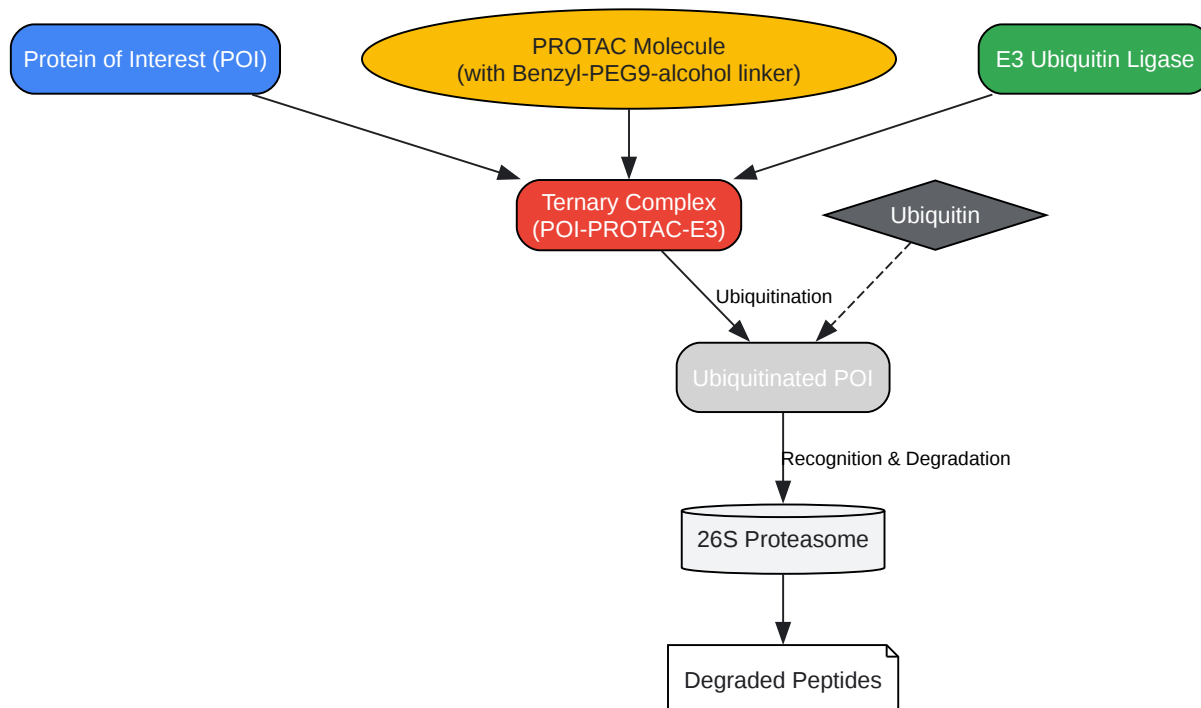 Protein of Interest (POI)
PROTAC Molecule
(with Benzyl-PEG9-alcohol linker)
E3 Ubiquitin Ligase
Ternary Complex
(POI-PROTAC-E3)
Ubiquitin
Ubiquitination
Ubiquitinated POI
Recognition & Degradation
26S Proteasome
Degraded Peptides